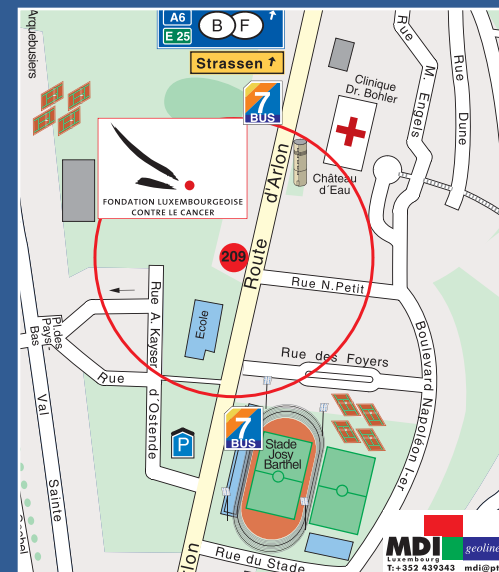 Arquebusiers
A6
E 25
B F
Strassen
7
BUS
Clinique
Dr. Bohler
Rue
M. Engels
Rue
Dune
Château
d'Eau
FONDATION LUXEMBOURGEOISE
CONTRE LE CANCER
209
Route d'Arlon
Rue N.Petit
Rue A. Kayser
Ecole
Pl.des
Pays-
Bas
Rue des Foyers
Boulevard Napoléon I-er
Rue d'Ostende
Val Sainte
P
7
BUS
Stade
Josy
Barthel
Rue du Stade
MDI
Luxembourg
geoline
T:+352 439343 mdi@pt